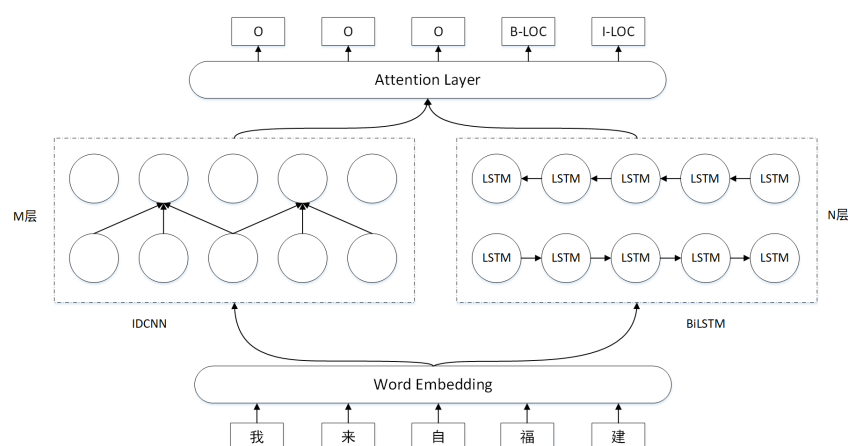 O O O B-LOC I-LOC
Attention Layer
LSTM LSTM LSTM LSTM LSTM
M层
N层
LSTM LSTM LSTM LSTM LSTM
IDCNN
BiLSTM
Word Embedding
我 来 自 福 建